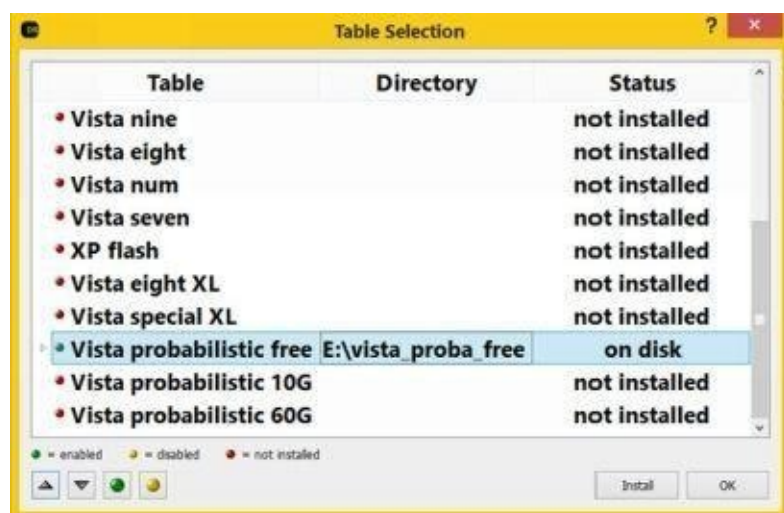 Table Selection
?
Table Directory Status
Vista nine not installed
Vista eight not installed
Vista num not installed
Vista seven not installed
XP flash not installed
Vista eight XL not installed
Vista special XL not installed
Vista probabilistic free E:\vista_proba_free on disk
Vista probabilistic 10G not installed
Vista probabilistic 60G not installed
= enabled = disabled = not installed
Install OK